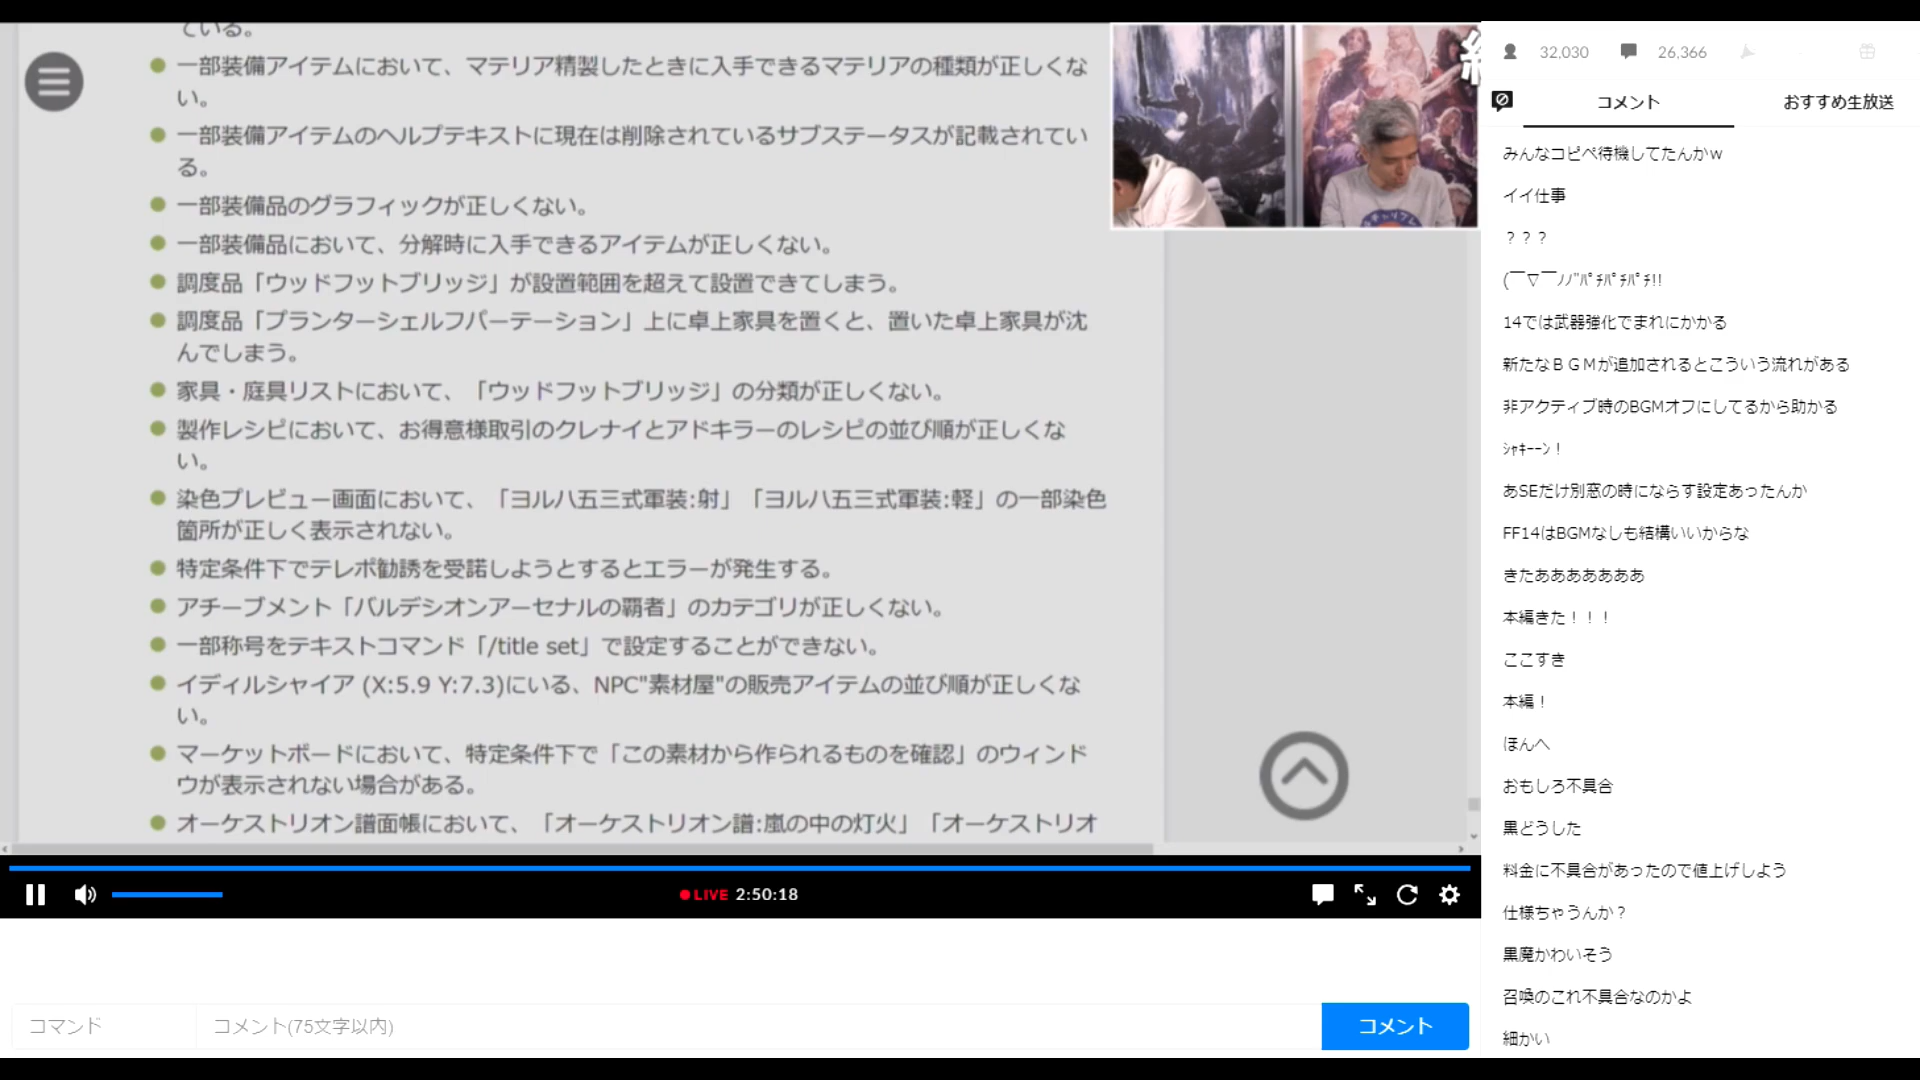 ている。
一部装備アイテムにおいて、マテリア精製したときに入手できるマテリアの種類が正しくな
い。
一部装備アイテムのヘルプテキストに現在は削除されているサブステータスが記載されてい
る。
一部装備品のグラフィックが正しくない。
一部装備品において、分解時に入手できるアイテムが正しくない。
調度品「ウッドフットブリッジ」が設置範囲を超えて設置できてしまう。
調度品「プランターシェルフパーテーション」上に卓上家具を置くと、置いた卓上家具が沈
んでしまう。
家具・庭具リストにおいて、「ウッドフットブリッジ」の分類が正しくない。
製作レシピにおいて、お得意様取引のクレナイとアドキラーのレシピの並び順が正しくな
い。
染色プレビュー画面において、「ヨルハ五三式軍装:射」「ヨルハ五三式軍装:軽」の一部染色
箇所が正しく表示されない。
特定条件下でテレポ勧誘を受諾しようとするとエラーが発生する。
アチーブメント「バルデシオンアーセナルの覇者」のカテゴリが正しくない。
一部称号をテキストコマンド「/title set」で設定することができない。
イディルシャイア (X:5.9 Y:7.3)にいる、NPC"素材屋"の販売アイテムの並び順が正しくな
い。
マーケットボードにおいて、特定条件下で「この素材から作られるものを確認」のウィンド
ウが表示されない場合がある。
オーケストリオン譜面帳において、「オーケストリオン譜:嵐の中の灯火」「オーケストリオ
LIVE 2:50:18
コマンド
コメント(75文字以内)
コメント
32,030
26,366
コメント
おすすめ生放送
みんなコピペ待機してたんかw
イイ仕事
？？？
(￣▽￣ﾉﾉ"ﾊﾟﾁﾊﾟﾁﾊﾟﾁ!!
14では武器強化でまれにかかる
新たなＢＧＭが追加されるとこういう流れがある
非アクティブ時のBGMオフにしてるから助かる
ｼｬｷｰｰﾝ！
あSEだけ別窓の時にならす設定あったんか
FF14はBGMなしも結構いいからな
きたあああああああ
本編きた！！！
ここすき
本編！
ほんへ
おもしろ不具合
黒どうした
料金に不具合があったので値上げしよう
仕様ちゃうんか？
黒魔かわいそう
召喚のこれ不具合なのかよ
細かい